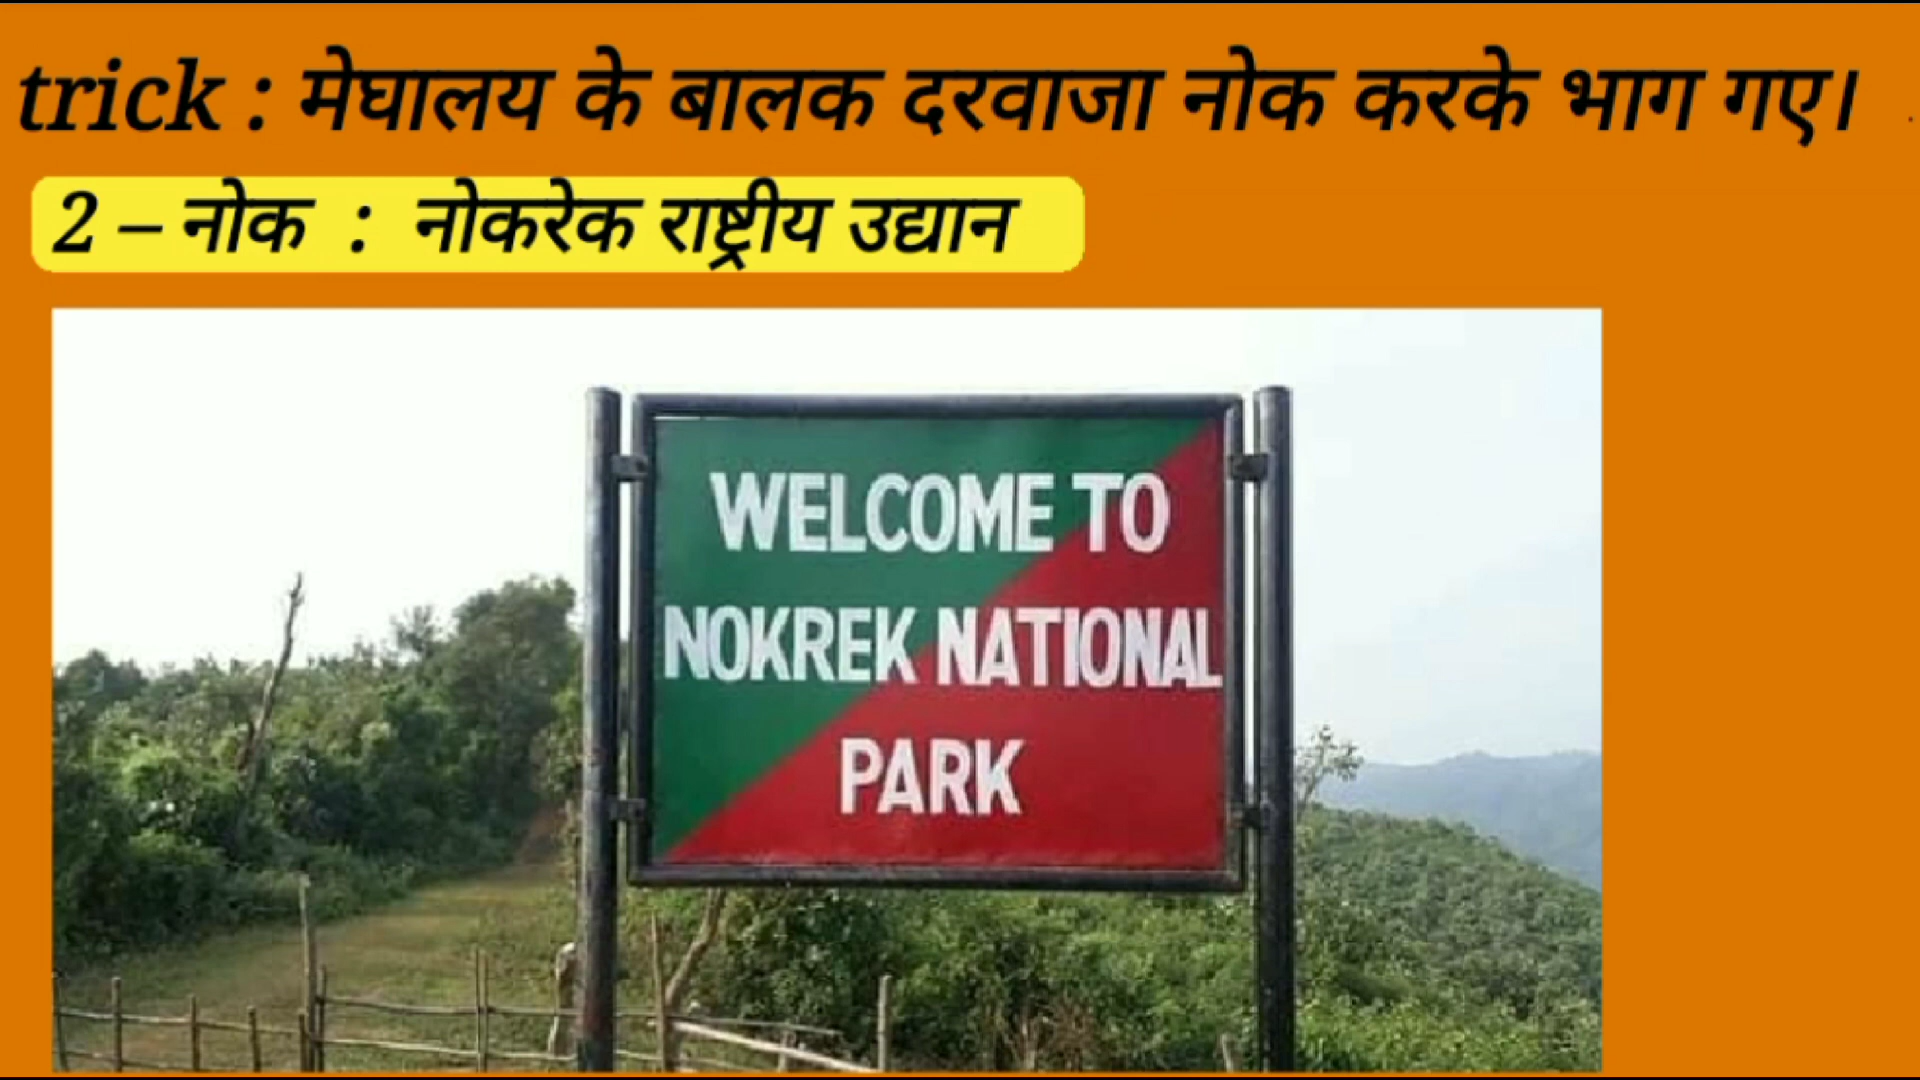 trick : मेघालय के बालक दरवाजा नोक करके भाग गए।
2 – नोक : नोकरेक राष्ट्रीय उद्यान
WELCOME TO
NOKREK NATIONAL
PARK